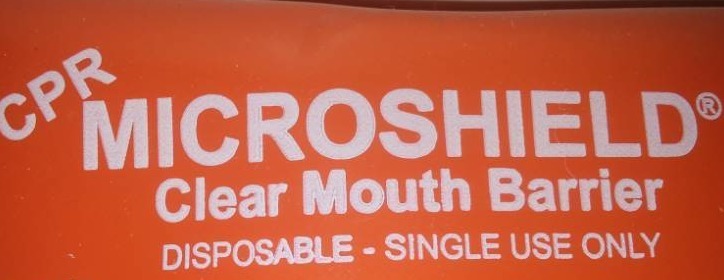 CPR
MICROSHIELD®
Clear Mouth Barrier
DISPOSABLE - SINGLE USE ONLY